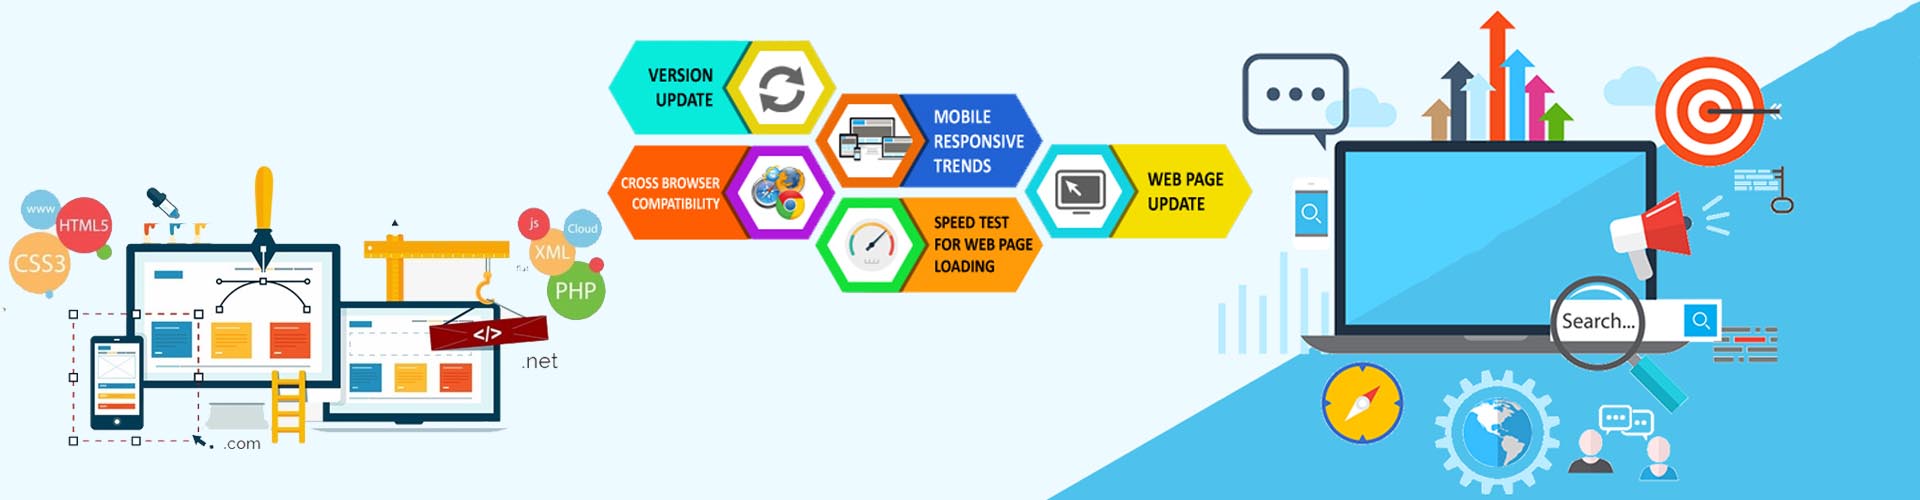 www
HTML5
CSS3
js
Cloud
XML
PHP
</>
.net
.com
VERSION
UPDATE
CROSS BROWSER
COMPATIBILITY
MOBILE
RESPONSIVE
TRENDS
SPEED TEST
FOR WEB PAGE
LOADING
WEB PAGE
UPDATE
Search...